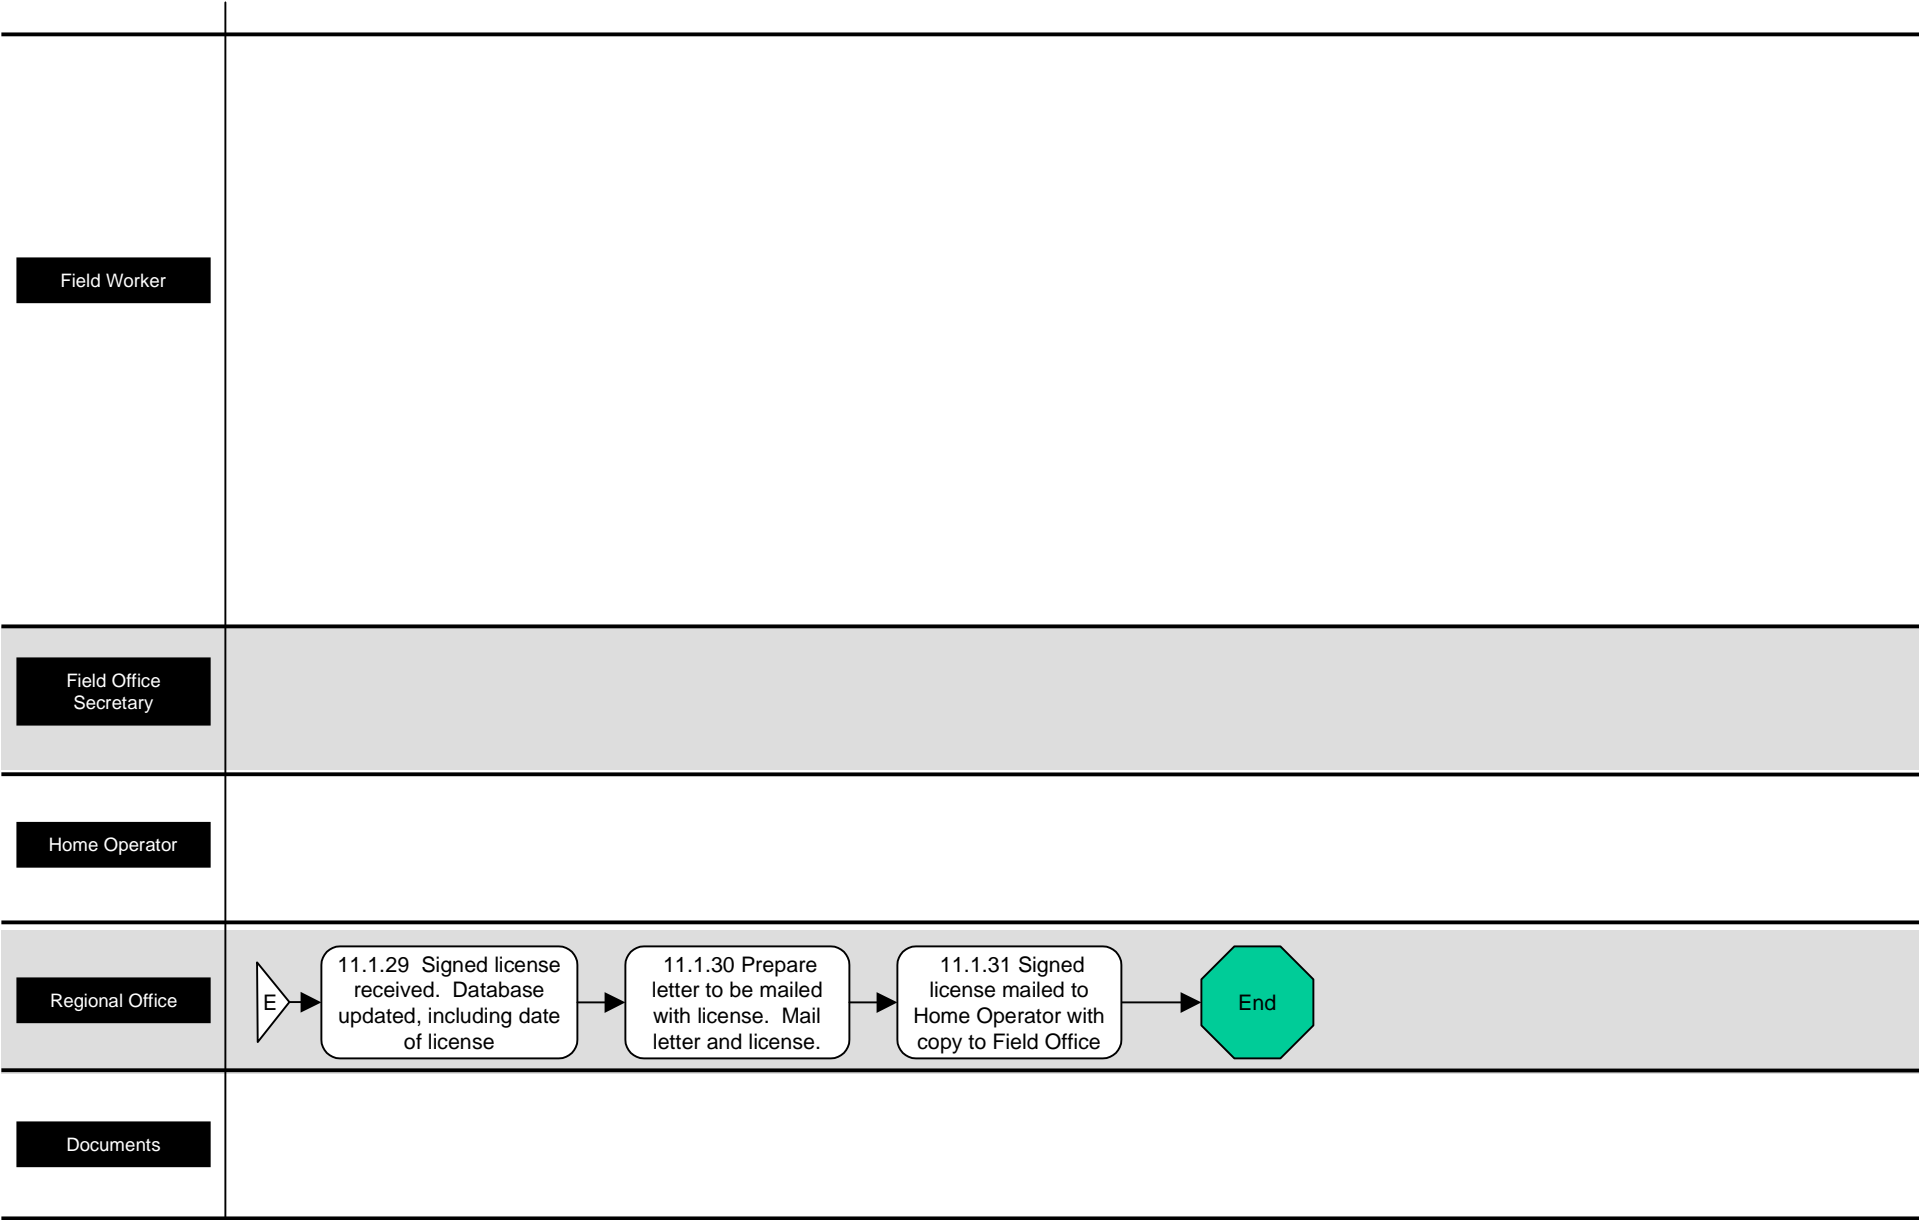 Field Worker
Field Office
Secretary
Home Operator
Regional Office
E
11.1.29  Signed license
received.  Database
updated, including date
of license
11.1.30 Prepare
letter to be mailed
with license.  Mail
letter and license.
11.1.31 Signed
license mailed to
Home Operator with
copy to Field Office
End
Documents